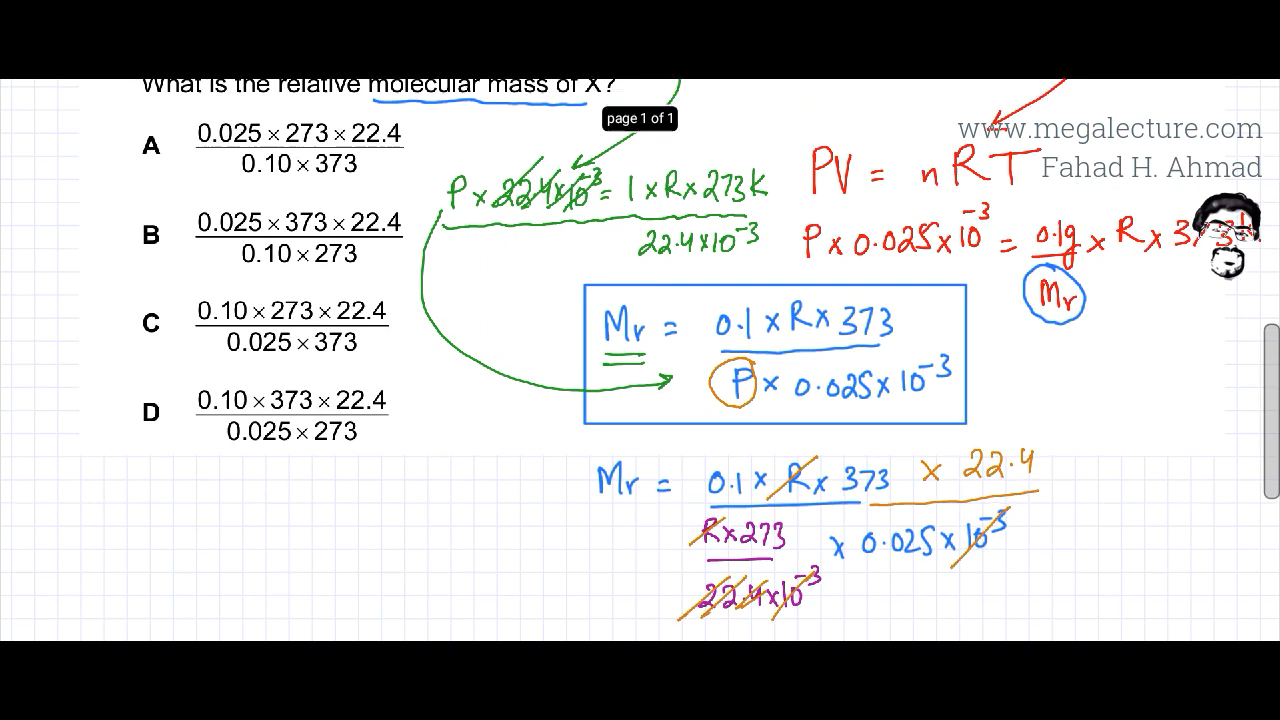 What is the relative molecular mass of X?
page 1 of 1
www.megalecture.com
Fahad H. Ahmad
A 0.025 × 273 × 22.4
0.10 × 373
B 0.025 × 373 × 22.4
0.10 × 273
C 0.10 × 273 × 22.4
0.025 × 373
D 0.10 × 373 × 22.4
0.025 × 273
P × 22.4×10⁻³ = 1 × R × 273K
22.4×10⁻³
PV = nRT
P × 0.025×10⁻³ = 0.1g × R × 373
Mr
Mr = 0.1 × R × 373
P × 0.025×10⁻³
Mr = 0.1 × R × 373 × 22.4
R×273 × 0.025×10⁻³
22.4×10⁻³